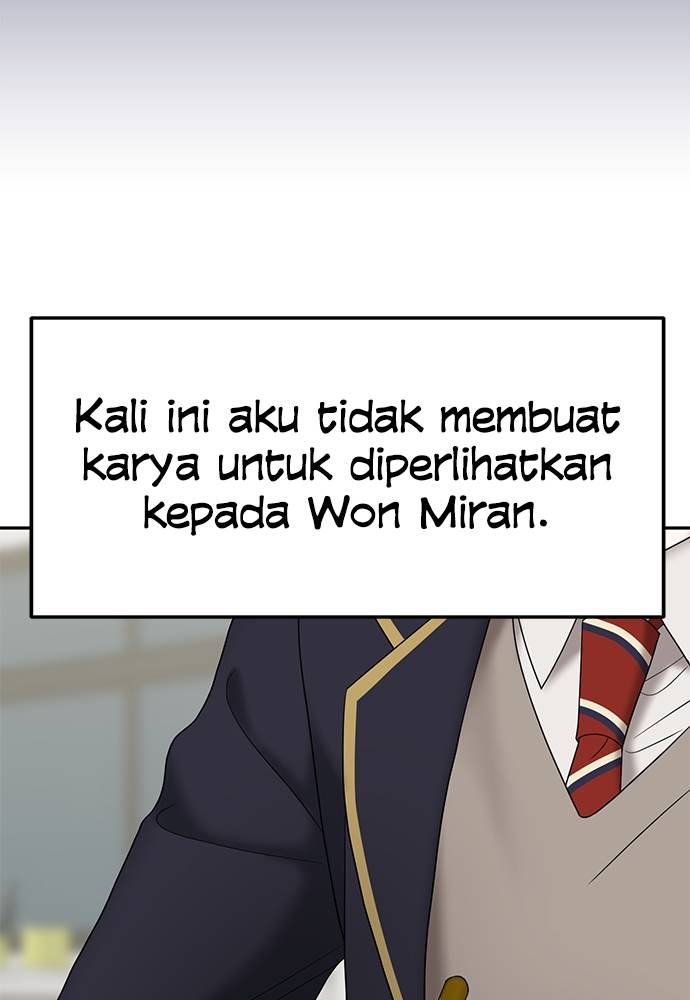 Kali ini aku tidak membuat
karya untuk diperlihatkan
kepada Won Miran.